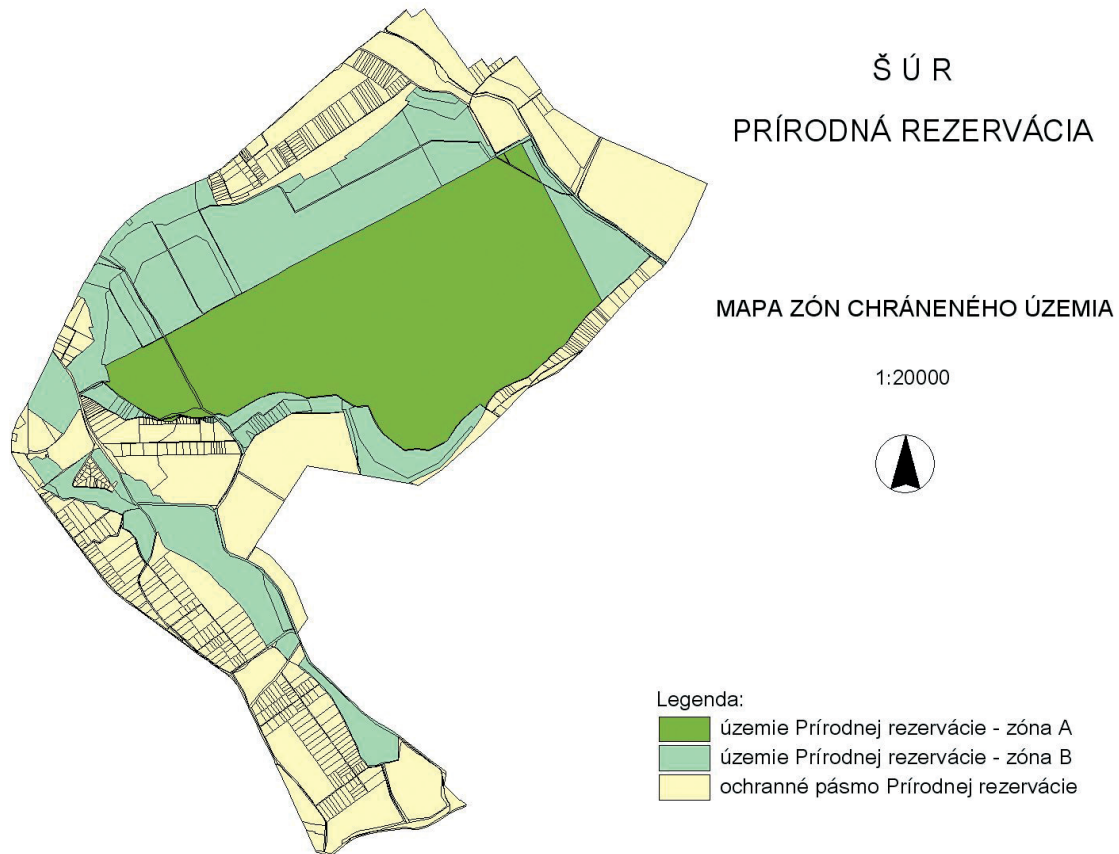 Š Ú R
PRÍRODNÁ REZERVÁCIA
MAPA ZÓN CHRÁNENÉHO ÚZEMIA
1:20000
Legenda:
územie Prírodnej rezervácie - zóna A
územie Prírodnej rezervácie - zóna B
ochranné pásmo Prírodnej rezervácie